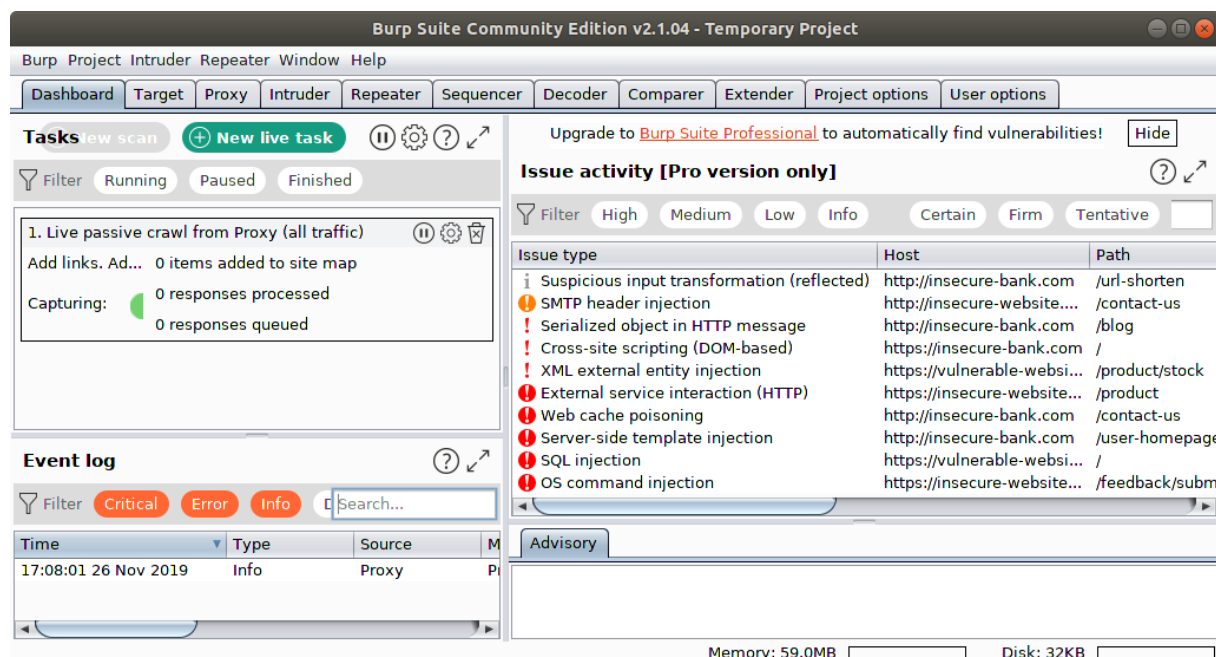 Burp Suite Community Edition v2.1.04 - Temporary Project
Burp Project Intruder Repeater Window Help
Dashboard Target Proxy Intruder Repeater Sequencer Decoder Comparer Extender Project options User options
Tasks ew scan New live task
Filter Running Paused Finished
1. Live passive crawl from Proxy (all traffic)
Add links. Ad... 0 items added to site map
Capturing: 0 responses processed
0 responses queued
Event log
Filter Critical Error Info Search...
Time Type Source M
17:08:01 26 Nov 2019 Info Proxy
Upgrade to Burp Suite Professional to automatically find vulnerabilities! Hide
Issue activity [Pro version only]
Filter High Medium Low Info Certain Firm Tentative
Issue type Host Path
Suspicious input transformation (reflected) http://insecure-bank.com /url-shorten
SMTP header injection http://insecure-website.... /contact-us
Serialized object in HTTP message http://insecure-bank.com /blog
Cross-site scripting (DOM-based) https://insecure-bank.com /
XML external entity injection https://vulnerable-websi... /product/stock
External service interaction (HTTP) https://insecure-website... /product
Web cache poisoning http://insecure-bank.com /contact-us
Server-side template injection http://insecure-bank.com /user-homepage
SQL injection https://vulnerable-websi... /
OS command injection https://insecure-website... /feedback/subm
Advisory
Memory: 59.0MB Disk: 32KB